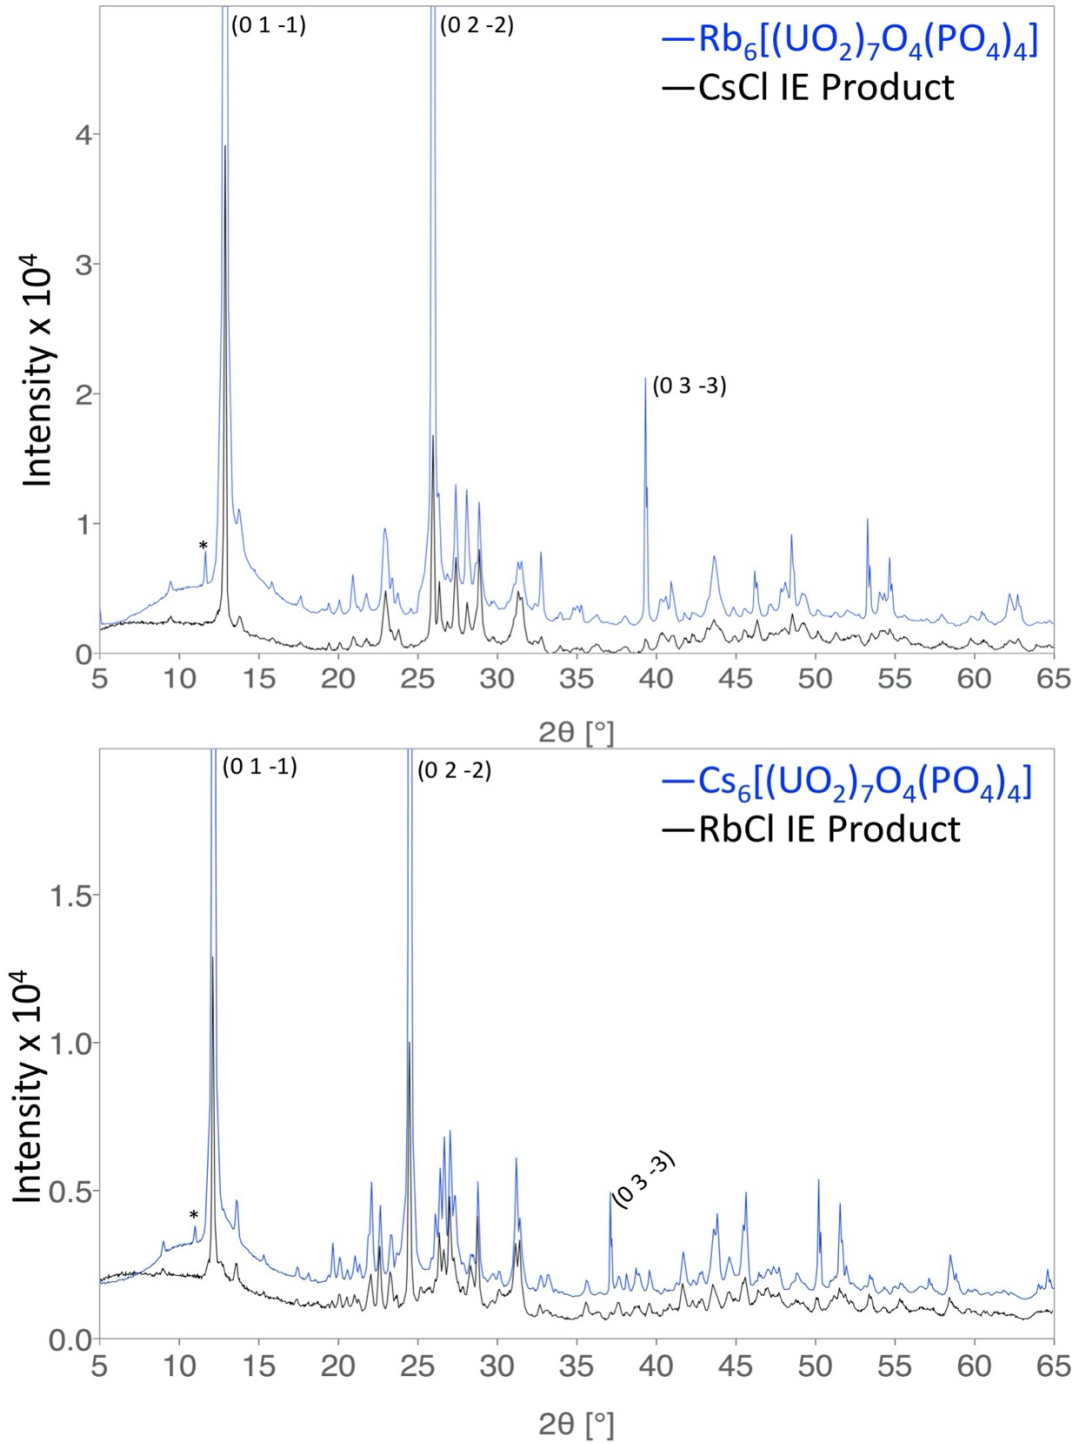 (0 1 -1)
(0 2 -2)
Rb₆[(UO₂)₇O₄(PO₄)₄]
CsCl IE Product
4
3
2
1
0
Intensity x 10⁴
*
(0 3 -3)
5 10 15 20 25 30 35 40 45 50 55 60 65
2θ [°]
(0 1 -1)
(0 2 -2)
Cs₆[(UO₂)₇O₄(PO₄)₄]
RbCl IE Product
1.5
1.0
0.5
0.0
Intensity x 10⁴
*
(0 3 -3)
5 10 15 20 25 30 35 40 45 50 55 60 65
2θ [°]